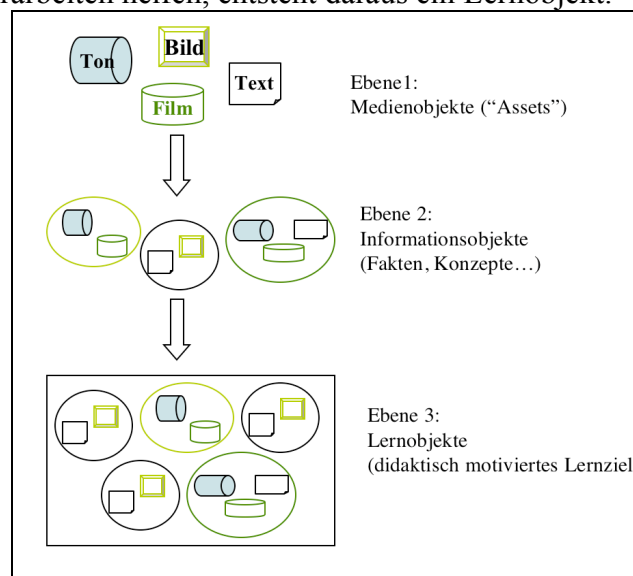 rarbeiten helfen, entsteht daraus ein Lernobjekt.
Ton
Bild
Text
Film
Ebene1:
Medienobjekte (“Assets”)
Ebene 2:
Informationsobjekte
(Fakten, Konzepte…)
Ebene 3:
Lernobjekte
(didaktisch motiviertes Lernziel